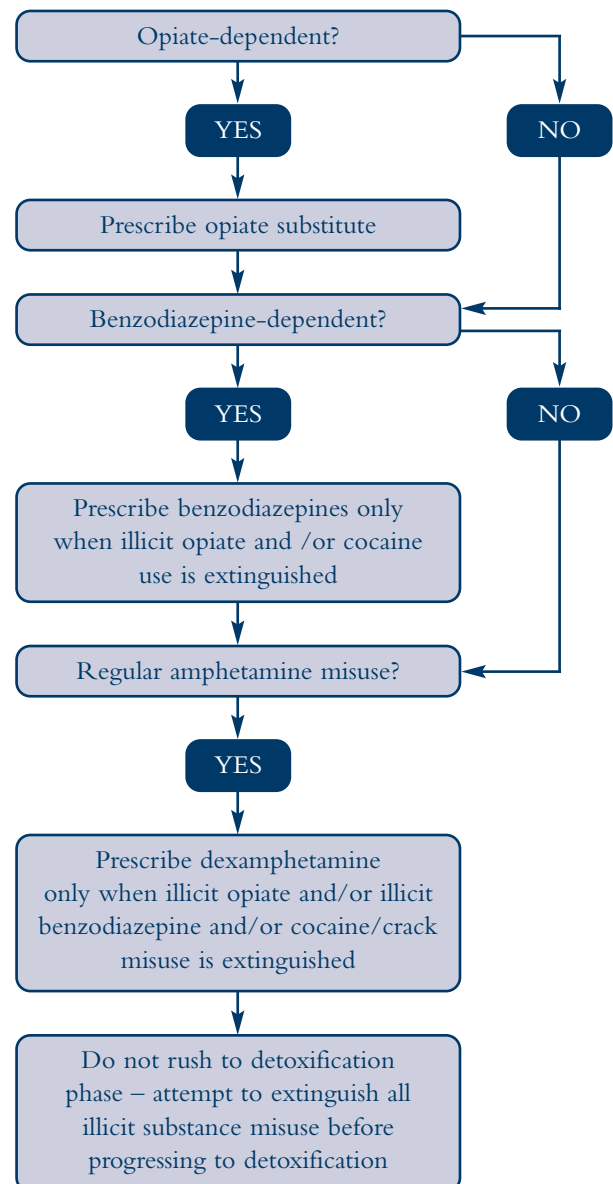 Opiate-dependent?
YES
NO
Prescribe opiate substitute
Benzodiazepine-dependent?
YES
NO
Prescribe benzodiazepines only
when illicit opiate and /or cocaine
use is extinguished
Regular amphetamine misuse?
YES
Prescribe dexamphetamine
only when illicit opiate and/or illicit
benzodiazepine and/or cocaine/crack
misuse is extinguished
Do not rush to detoxification
phase – attempt to extinguish all
illicit substance misuse before
progressing to detoxification